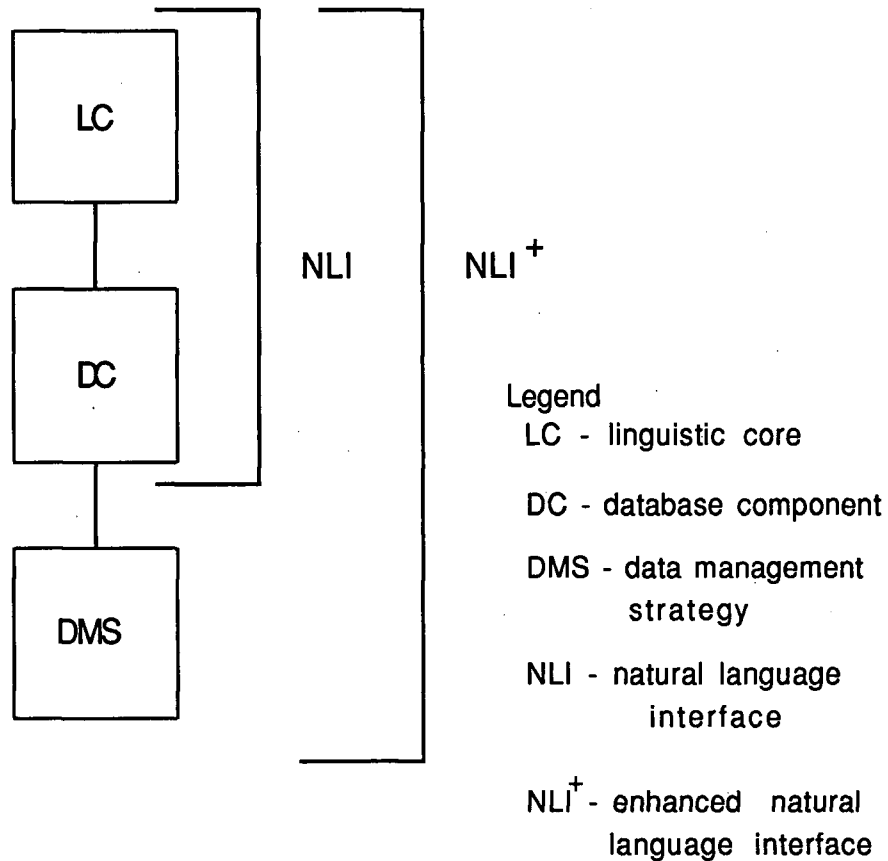 LC
NLI
NLI+
DC
DMS
Legend
LC - linguistic core
DC - database component
DMS - data management
strategy
NLI - natural language
interface
NLI+ - enhanced natural
language interface